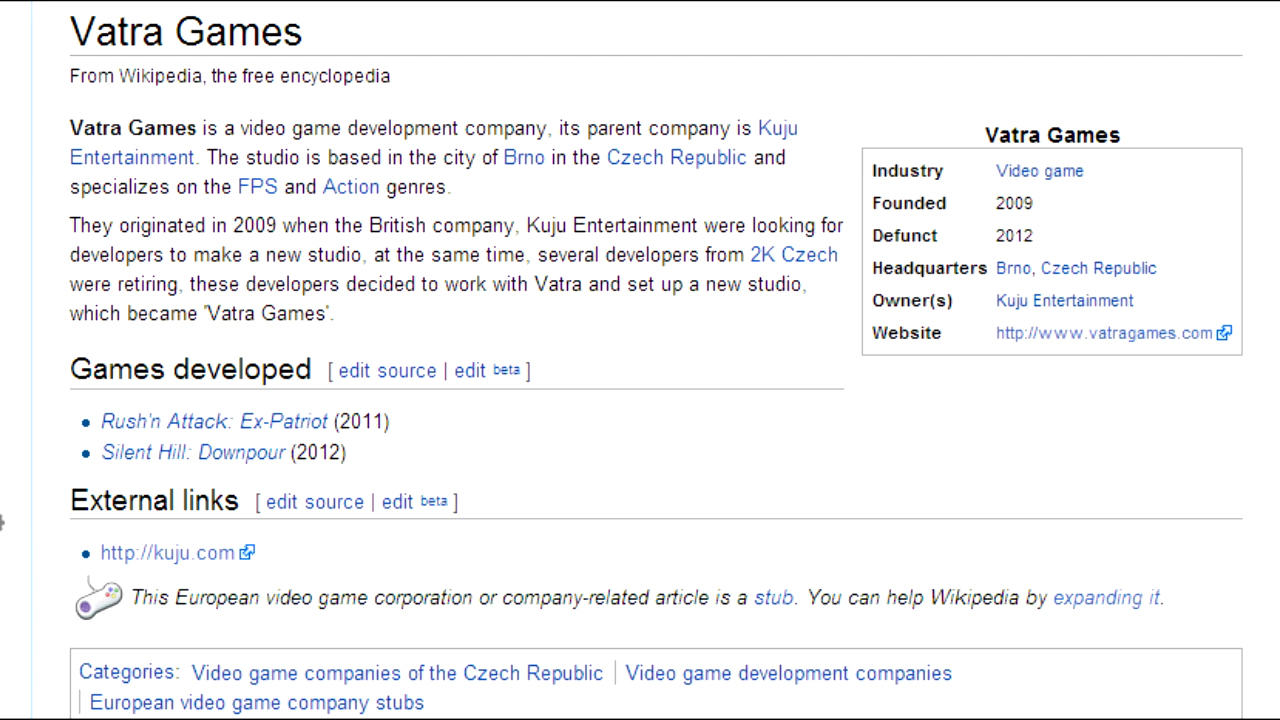 Vatra Games
From Wikipedia, the free encyclopedia
Vatra Games is a video game development company, its parent company is Kuju
Entertainment. The studio is based in the city of Brno in the Czech Republic and
specializes on the FPS and Action genres.
They originated in 2009 when the British company, Kuju Entertainment were looking for
developers to make a new studio, at the same time, several developers from 2K Czech
were retiring, these developers decided to work with Vatra and set up a new studio,
which became 'Vatra Games'.
Vatra Games
Industry Video game
Founded 2009
Defunct 2012
Headquarters Brno, Czech Republic
Owner(s) Kuju Entertainment
Website http://www.vatragames.com
Games developed [ edit source | edit beta ]
• Rush'n Attack: Ex-Patriot (2011)
• Silent Hill: Downpour (2012)
External links [ edit source | edit beta ]
• http://kuju.com
This European video game corporation or company-related article is a stub. You can help Wikipedia by expanding it.
Categories: Video game companies of the Czech Republic | Video game development companies
| European video game company stubs